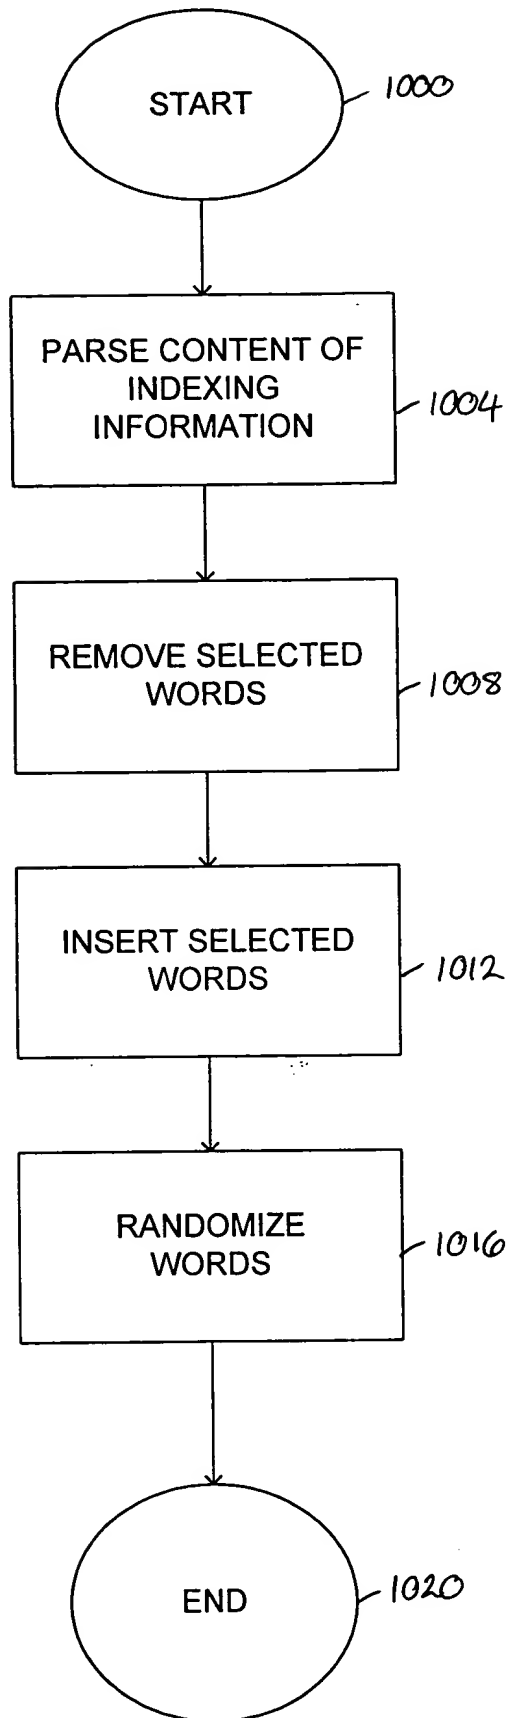 START
1000
PARSE CONTENT OF
INDEXING
INFORMATION
1004
REMOVE SELECTED
WORDS
1008
INSERT SELECTED
WORDS
1012
RANDOMIZE
WORDS
1016
END
1020